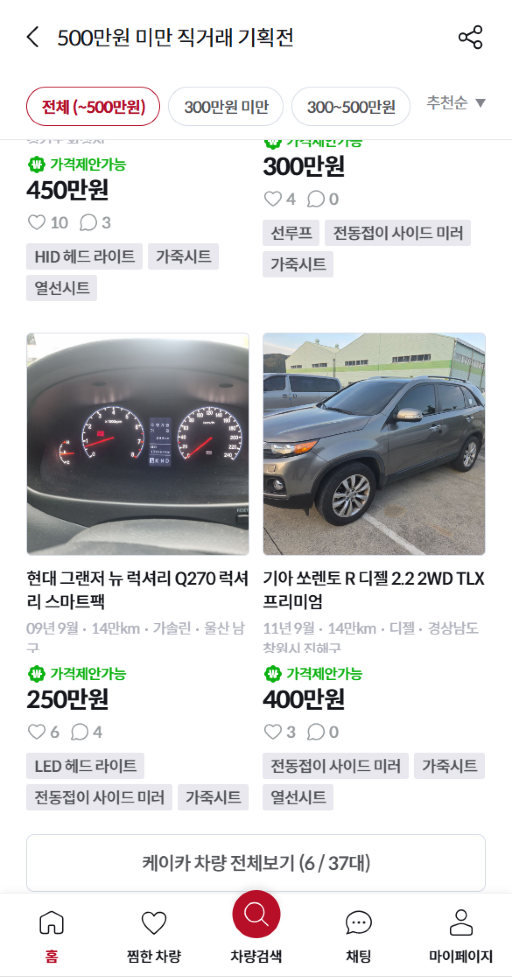 500만원 미만 직거래 기획전
전체 (~500만원)
300만원 미만
300~500만원
추천순 ▼
가격제안가능
450만원
10 3
HID 헤드 라이트
가죽시트
열선시트
가격제안가능
300만원
4 0
선루프
전동접이 사이드 미러
가죽시트
현대 그랜저 뉴 럭셔리 Q270 럭셔
리 스마트팩
09년 9월 · 14만km · 가솔린 · 울산 남
구
가격제안가능
250만원
6 4
LED 헤드 라이트
전동접이 사이드 미러
가죽시트
기아 쏘렌토 R 디젤 2.2 2WD TLX
프리미엄
11년 9월 · 14만km · 디젤 · 경상남도
창원시 진해구
가격제안가능
400만원
3 0
전동접이 사이드 미러
가죽시트
열선시트
케이카 차량 전체보기 (6 / 37대)
홈
찜한 차량
차량검색
채팅
마이페이지